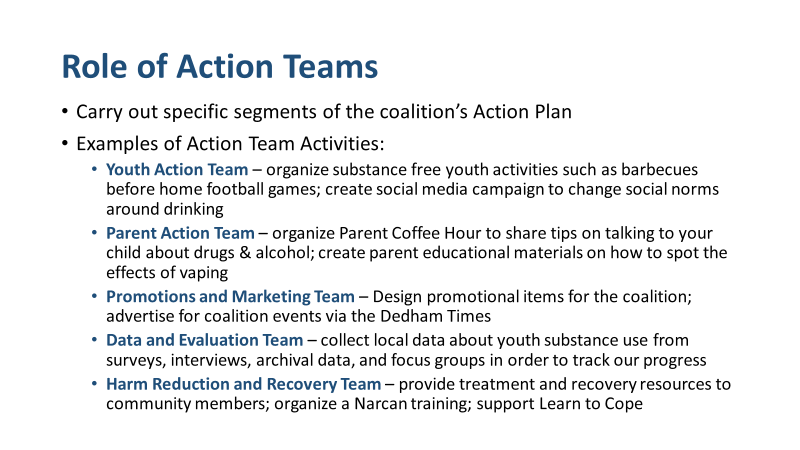 Role of Action Teams
• Carry out specific segments of the coalition’s Action Plan
• Examples of Action Team Activities:
• Youth Action Team – organize substance free youth activities such as barbecues
before home football games; create social media campaign to change social norms
around drinking
• Parent Action Team – organize Parent Coffee Hour to share tips on talking to your
child about drugs & alcohol; create parent educational materials on how to spot the
effects of vaping
• Promotions and Marketing Team – Design promotional items for the coalition;
advertise for coalition events via the Dedham Times
• Data and Evaluation Team – collect local data about youth substance use from
surveys, interviews, archival data, and focus groups in order to track our progress
• Harm Reduction and Recovery Team – provide treatment and recovery resources to
community members; organize a Narcan training; support Learn to Cope